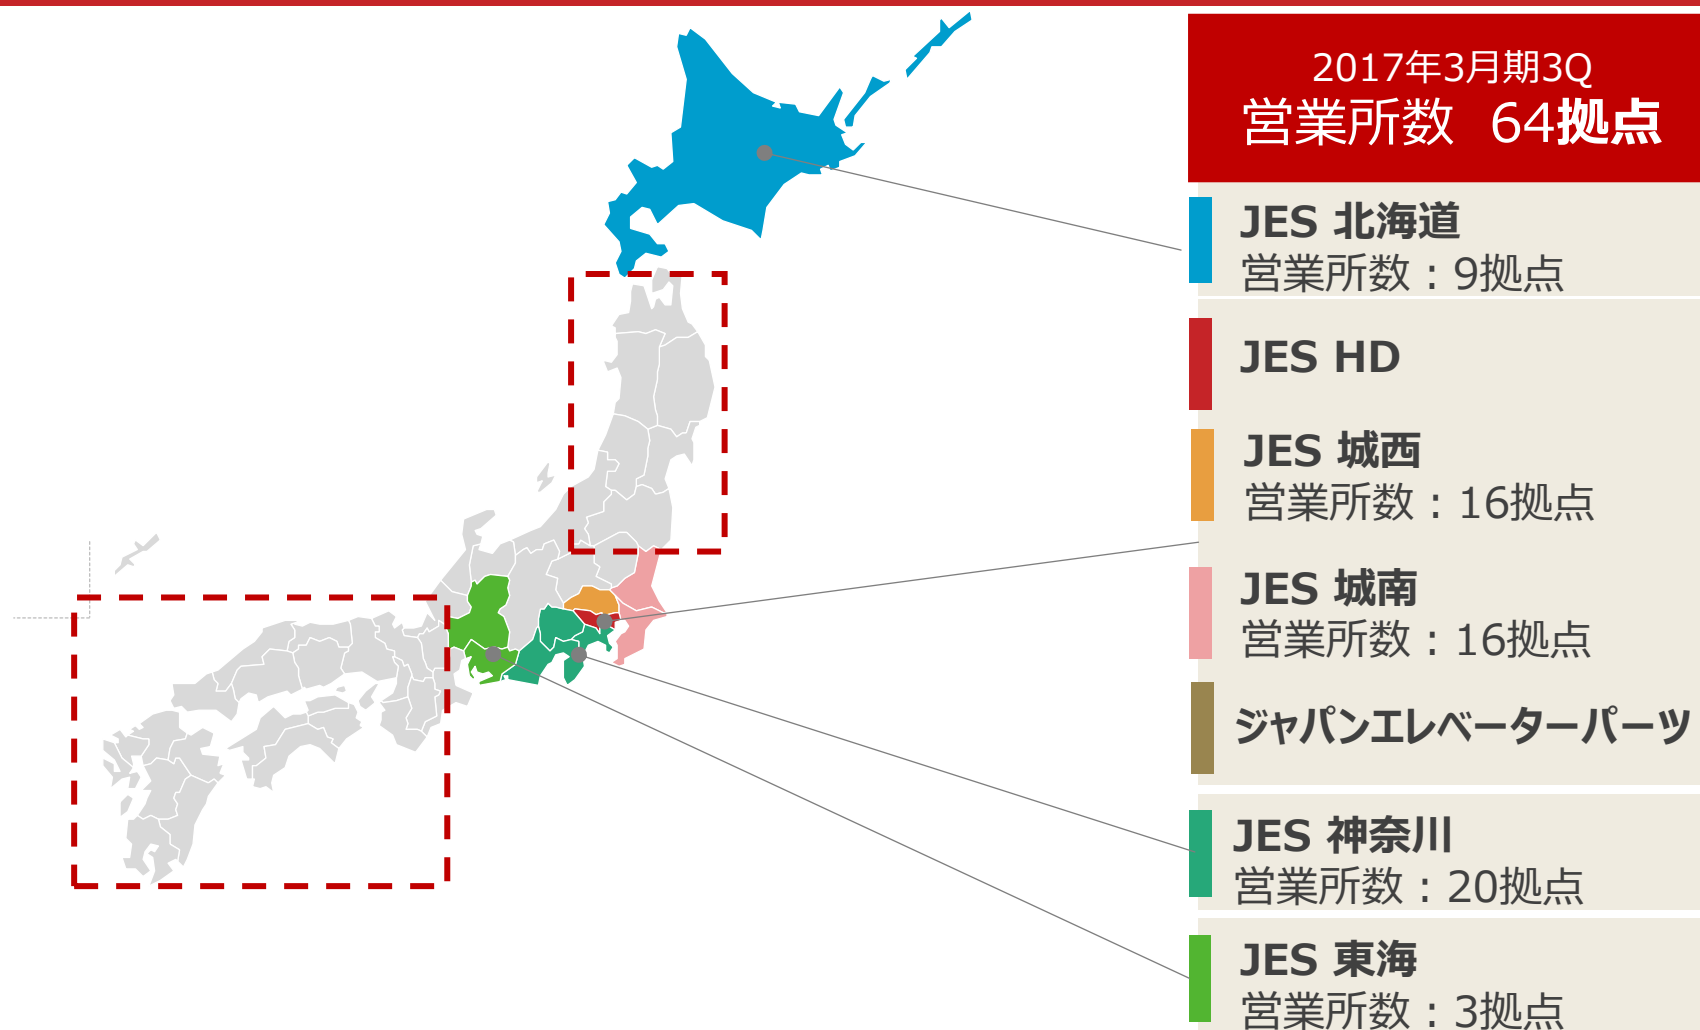 2017年3月期3Q
営業所数 64拠点
JES 北海道
営業所数：9拠点
JES HD
JES 城西
営業所数：16拠点
JES 城南
営業所数：16拠点
ジャパンエレベーターパーツ
JES 神奈川
営業所数：20拠点
JES 東海
営業所数：3拠点